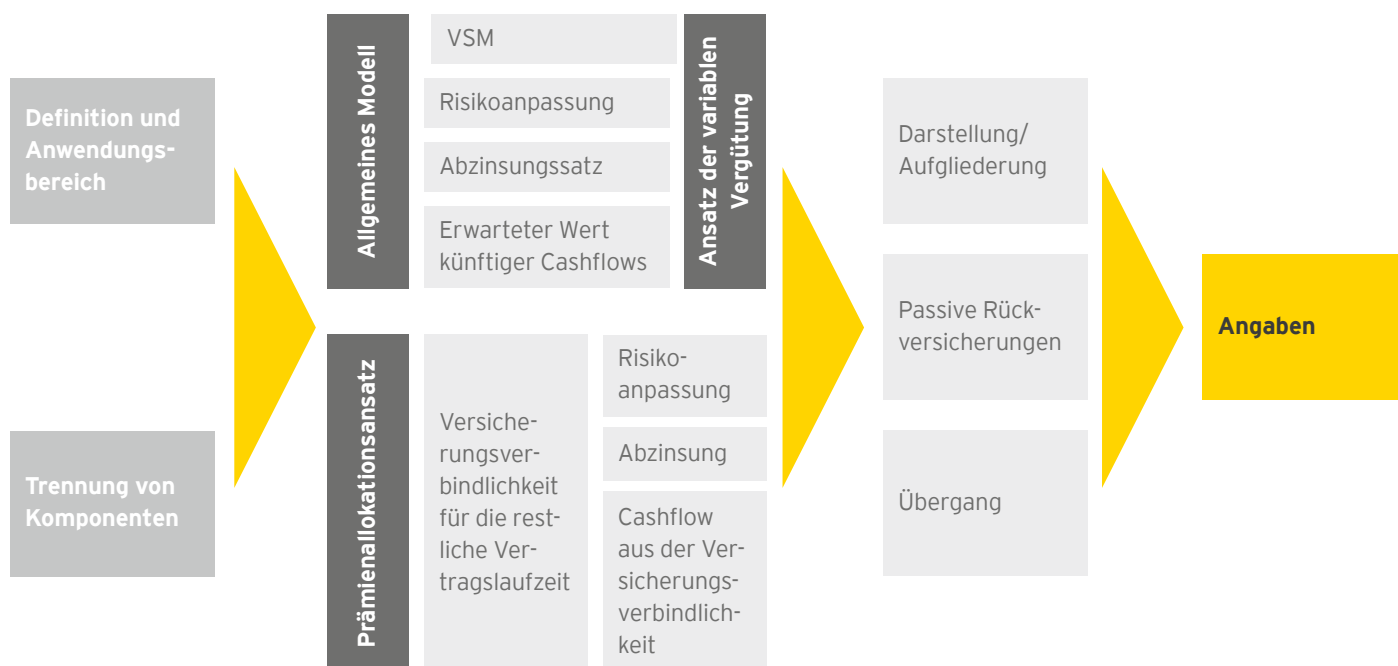 Definition und
Anwendungs-
bereich
Trennung von
Komponenten
Allgemeines Modell
VSM
Risikoanpassung
Abzinsungssatz
Erwarteter Wert
künftiger Cashflows
Ansatz der variablen
Vergütung
Prämienallokationsansatz
Versiche-
rungsver-
bindlichkeit
für die rest-
liche Ver-
tragslaufzeit
Risiko-
anpassung
Abzinsung
Cashflow
aus der Ver-
sicherungs-
verbindlich-
keit
Darstellung/
Aufgliederung
Passive Rück-
versicherungen
Übergang
Angaben